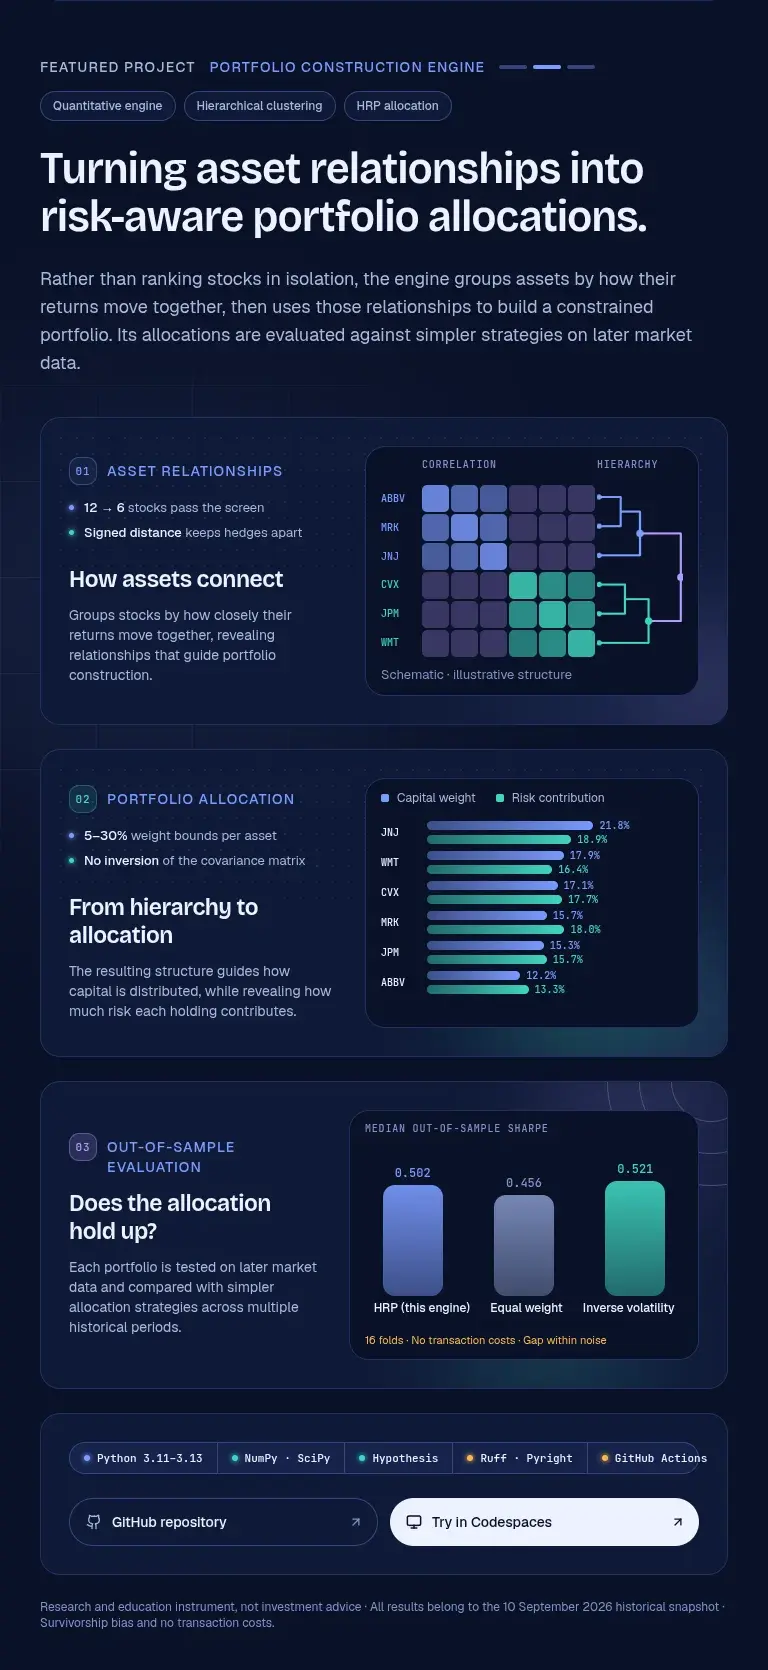 FEATURED PROJECT PORTFOLIO CONSTRUCTION ENGINE
Quantitative engine
Hierarchical clustering
HRP allocation
Turning asset relationships into
risk-aware portfolio allocations.
Rather than ranking stocks in isolation, the engine groups assets by how their
returns move together, then uses those relationships to build a constrained
portfolio. Its allocations are evaluated against simpler strategies on later market
data.
01 ASSET RELATIONSHIPS
12 → 6 stocks pass the screen
Signed distance keeps hedges apart
How assets connect
Groups stocks by how closely their
returns move together, revealing
relationships that guide portfolio
construction.
CORRELATION
HIERARCHY
ABBV
MRK
JNJ
CVX
JPM
WMT
Schematic · illustrative structure
02 PORTFOLIO ALLOCATION
5–30% weight bounds per asset
No inversion of the covariance matrix
From hierarchy to
allocation
The resulting structure guides how
capital is distributed, while revealing how
much risk each holding contributes.
Capital weight
Risk contribution
JNJ
21.8%
18.9%
WMT
17.9%
16.4%
CVX
17.1%
17.7%
MRK
15.7%
18.0%
JPM
15.3%
15.7%
ABBV
12.2%
13.3%
03 OUT-OF-SAMPLE
EVALUATION
Does the allocation
hold up?
Each portfolio is tested on later market
data and compared with simpler
allocation strategies across multiple
historical periods.
MEDIAN OUT-OF-SAMPLE SHARPE
0.502
0.456
0.521
HRP (this engine)
Equal weight
Inverse volatility
16 folds · No transaction costs · Gap within noise
Python 3.11–3.13
NumPy · SciPy
Hypothesis
Ruff · Pyright
GitHub Actions
GitHub repository
Try in Codespaces
Research and education instrument, not investment advice · All results belong to the 10 September 2026 historical snapshot ·
Survivorship bias and no transaction costs.